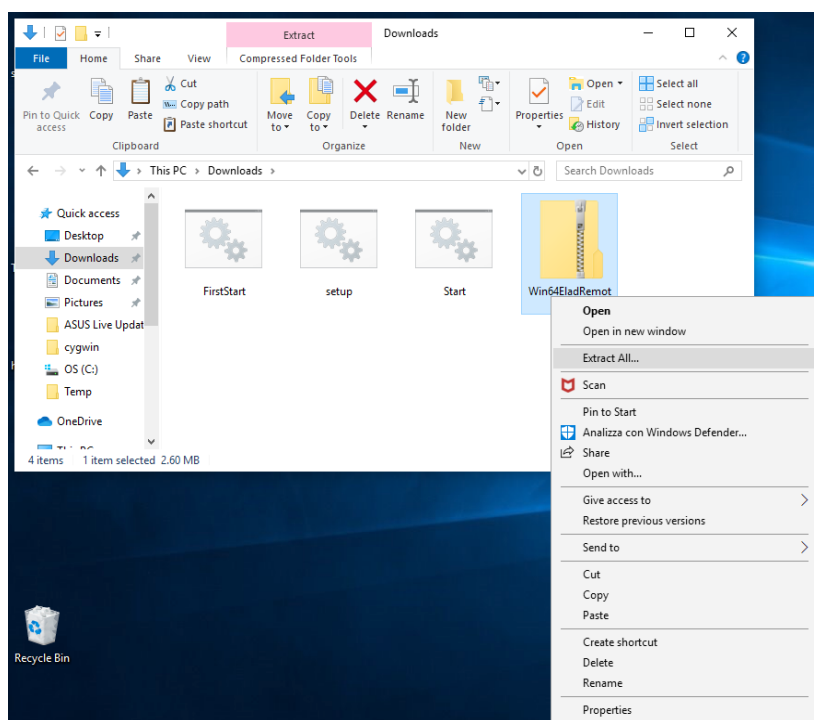 Extract
Downloads
File
Home
Share
View
Compressed Folder Tools
Pin to Quick access
Copy
Paste
Cut
Copy path
Paste shortcut
Move to
Copy to
Delete
Rename
New folder
Properties
Open
Edit
History
Select all
Select none
Invert selection
Clipboard
Organize
New
Open
Select
This PC
Downloads
Search Downloads
Quick access
Desktop
Downloads
Documents
Pictures
ASUS Live Updat
cygwin
OS (C:)
Temp
OneDrive
FirstStart
setup
Start
Win64EladRemot
4 items
1 item selected 2.60 MB
Open
Open in new window
Extract All...
Scan
Pin to Start
Analizza con Windows Defender...
Share
Open with...
Give access to
Restore previous versions
Send to
Cut
Copy
Paste
Create shortcut
Delete
Rename
Properties
Recycle Bin